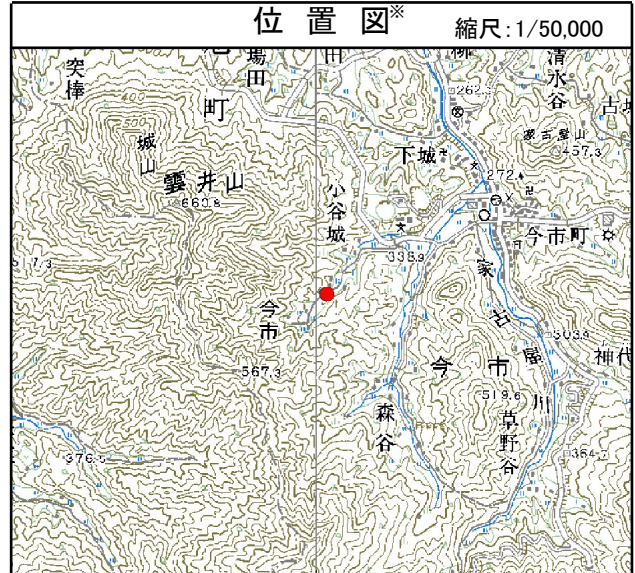 位置図※
縮尺:1/50,000
突棒
場田
田
柳
清水谷
町
262.3
城山
雲井山
660.8
下城
457.3
272.4
小谷城
338.9
今市町
今市
567.3
家古屋川
503.9
神代
今市
519.6
草野谷
森谷
376.5
354.7